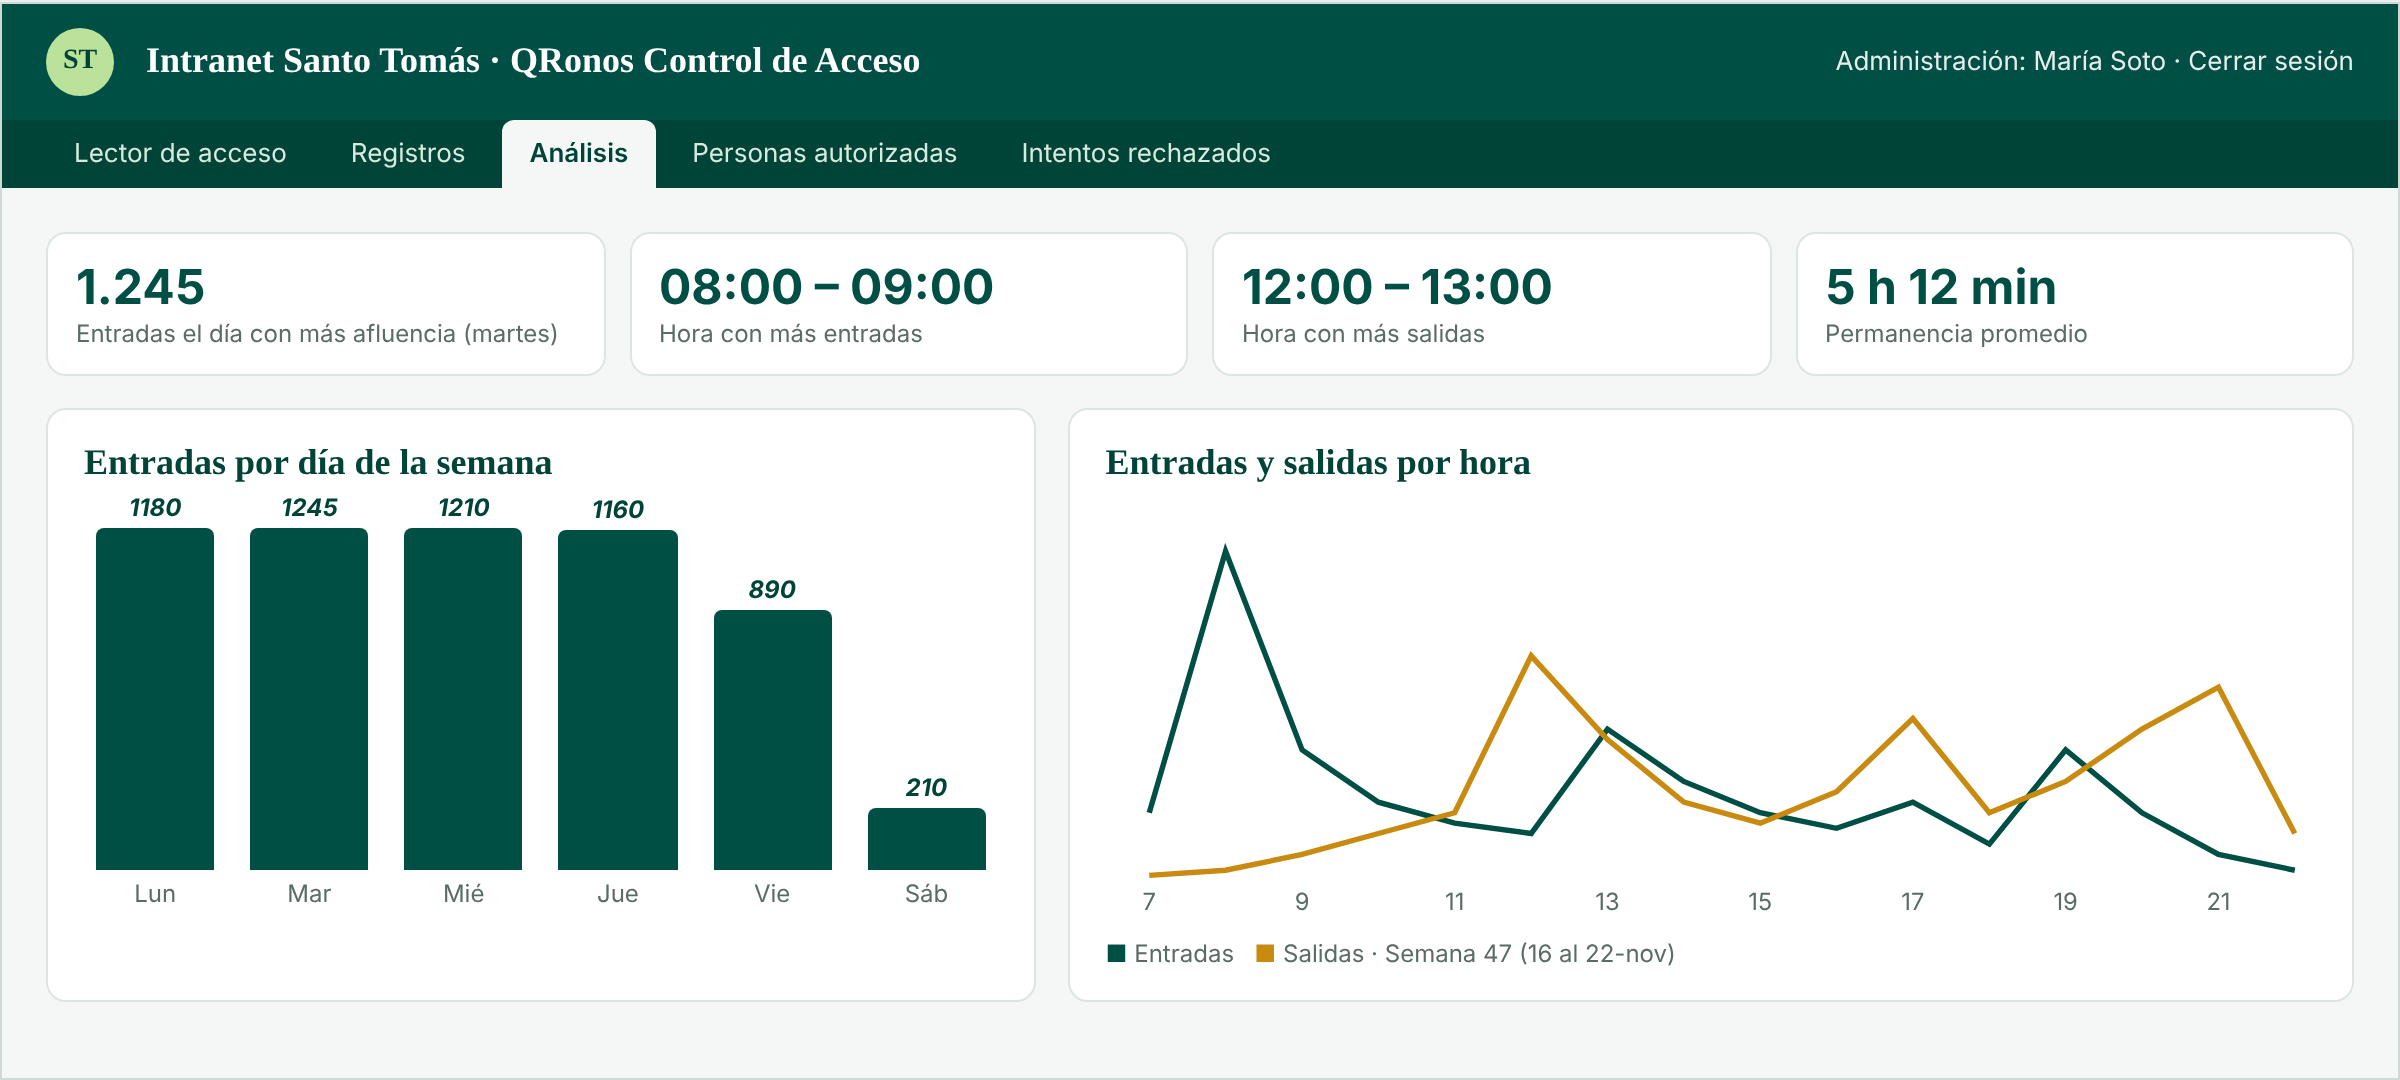 ST
Intranet Santo Tomás · QRonos Control de Acceso
Administración: María Soto · Cerrar sesión
Lector de acceso
Registros
Análisis
Personas autorizadas
Intentos rechazados
1.245
Entradas el día con más afluencia (martes)
08:00 – 09:00
Hora con más entradas
12:00 – 13:00
Hora con más salidas
5 h 12 min
Permanencia promedio
Entradas por día de la semana
1180 1245 1210 1160 890 210
Lun Mar Mié Jue Vie Sáb
Entradas y salidas por hora
7 9 11 13 15 17 19 21
Entradas Salidas · Semana 47 (16 al 22-nov)